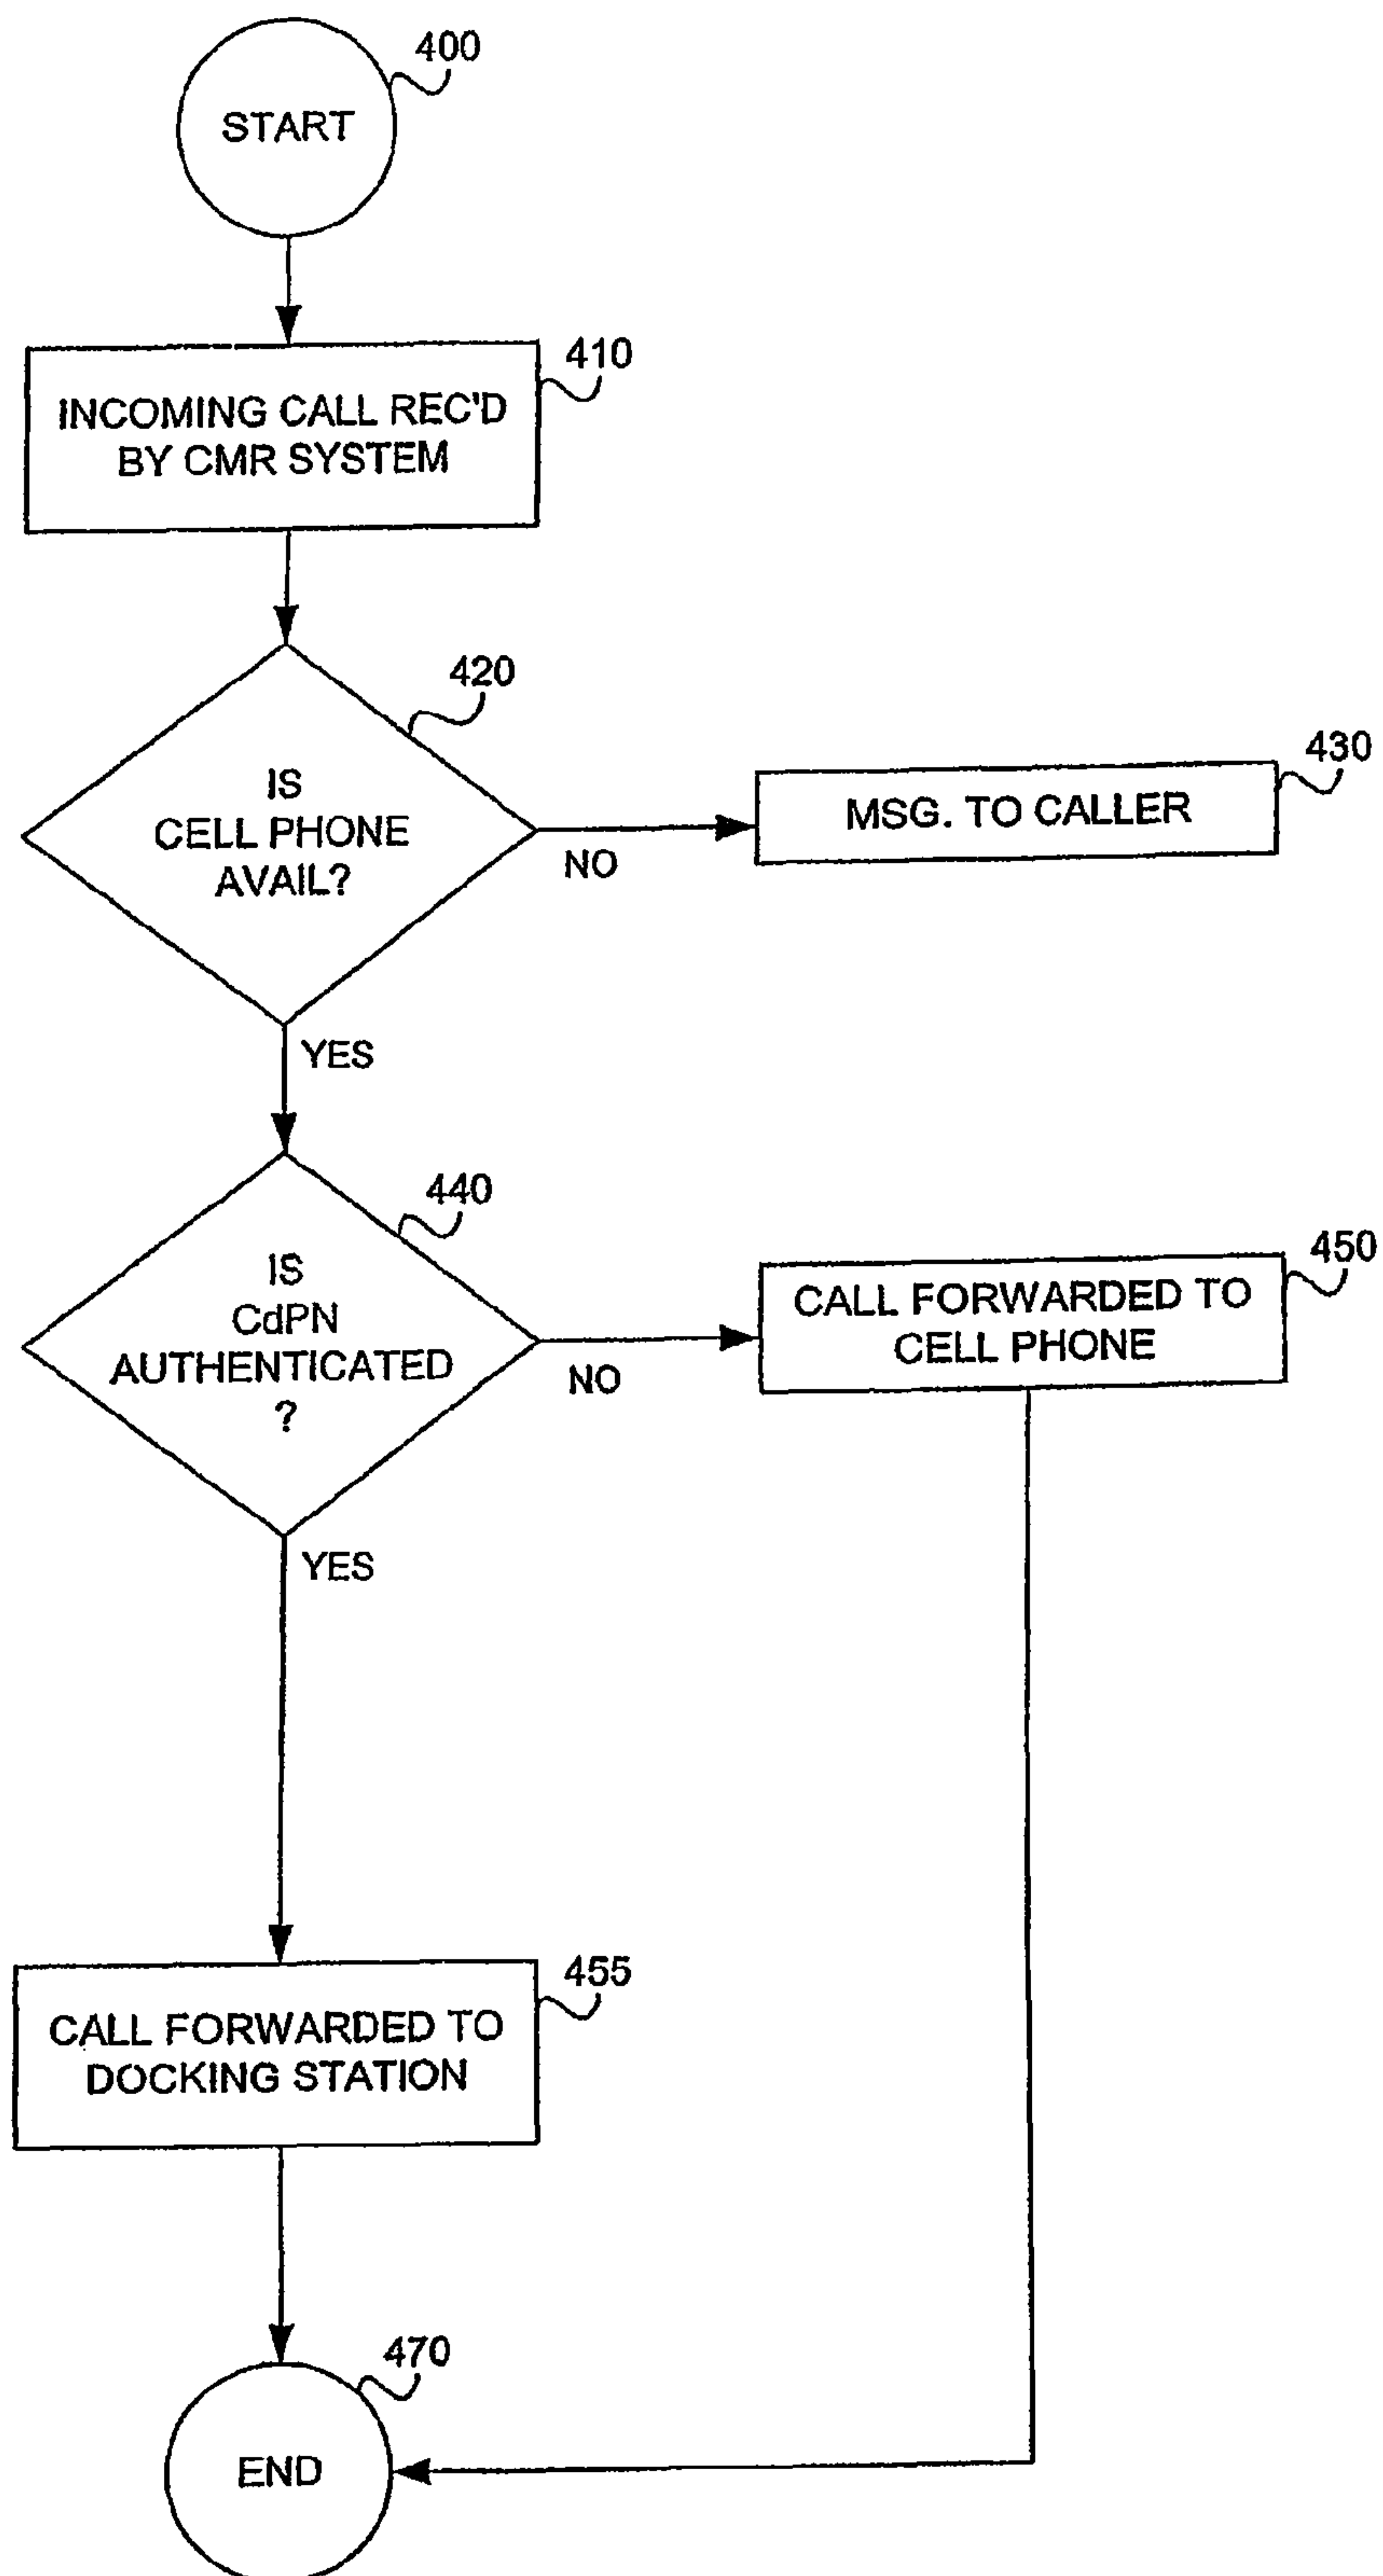 400
START
410
INCOMING CALL REC'D
BY CMR SYSTEM
420
IS
CELL PHONE
AVAIL?
NO
430
MSG. TO CALLER
YES
440
IS
CdPN
AUTHENTICATED
?
NO
450
CALL FORWARDED TO
CELL PHONE
YES
455
CALL FORWARDED TO
DOCKING STATION
470
END